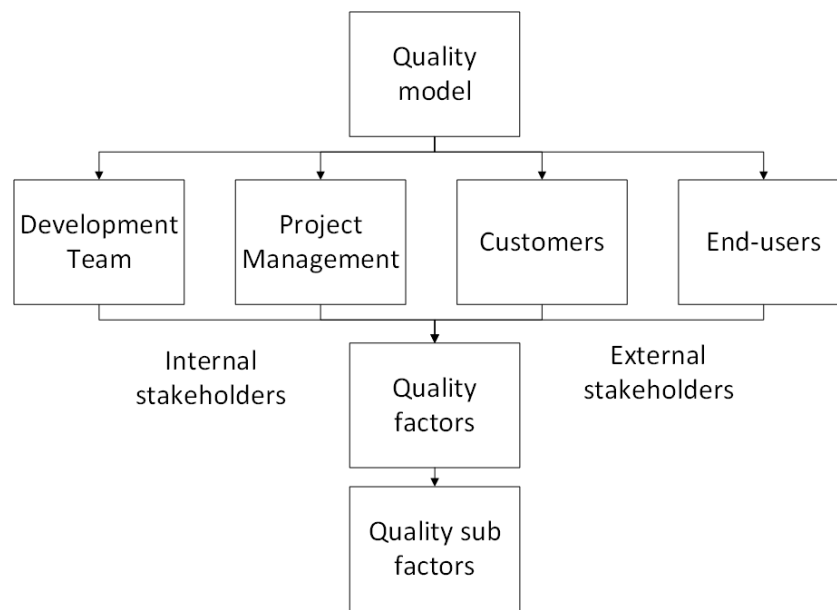 Quality
model
Development
Team
Project
Management
Customers
End-users
Internal
stakeholders
External
stakeholders
Quality
factors
Quality sub
factors